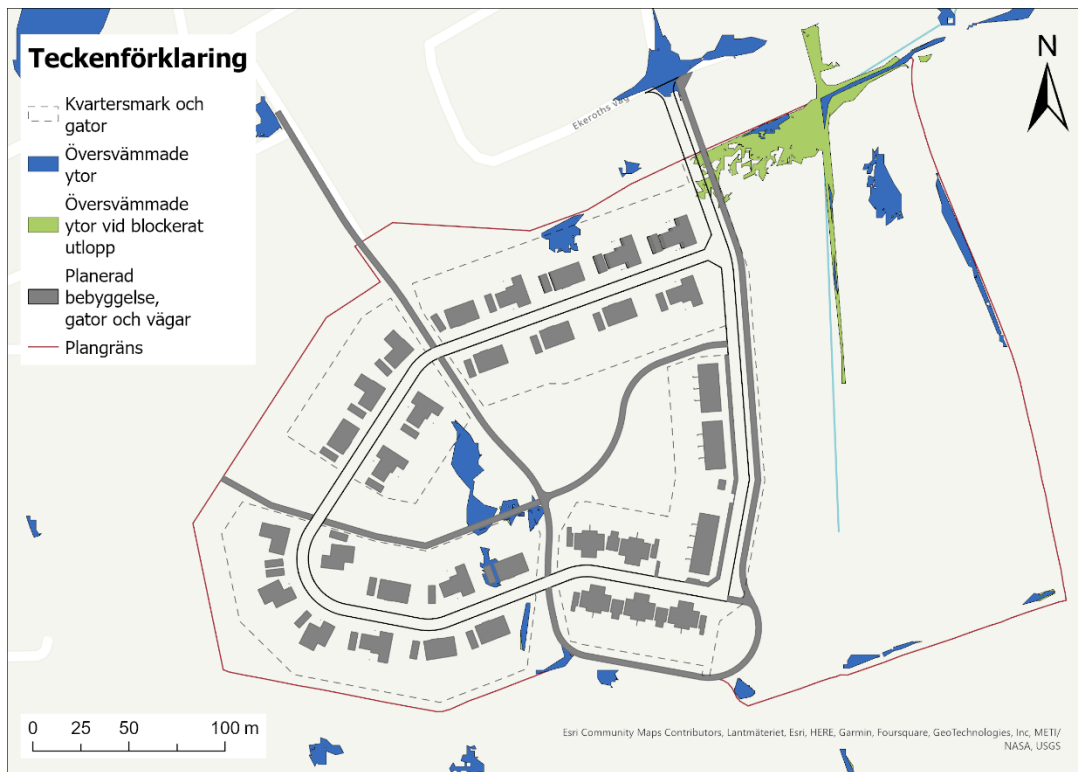 Teckenförklaring
Kvartersmark och
gator
Översvämmade
ytor
Översvämmade
ytor vid blockerat
utlopp
Planerad
bebyggelse,
gator och vägar
Plangräns
Ekeroths väg
N
0 25 50 100 m
Esri Community Maps Contributors, Lantmäteriet, Esri, HERE, Garmin, Foursquare, GeoTechnologies, Inc, METI/
NASA, USGS